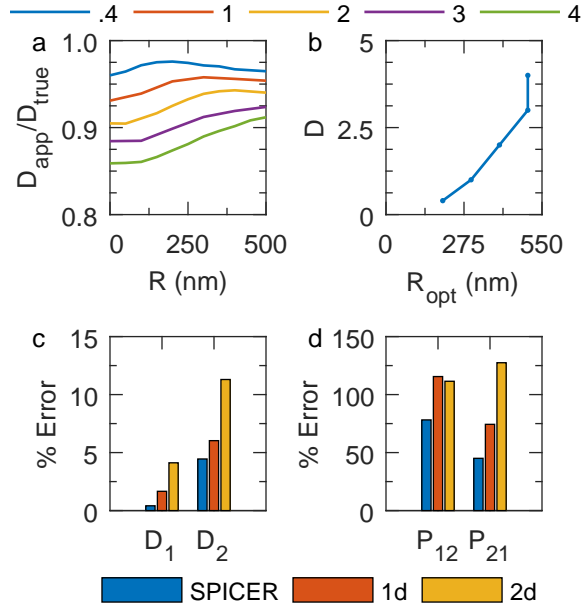 .4 1 2 3 4
a
b
1.0
0.9
0.8
D_app/D_true
0 250 500
R (nm)
5
2.5
0
D
0 275 550
R_opt (nm)
c
d
15
10
5
0
% Error
D_1 D_2
150
100
50
0
% Error
P_12 P_21
SPICER 1d 2d